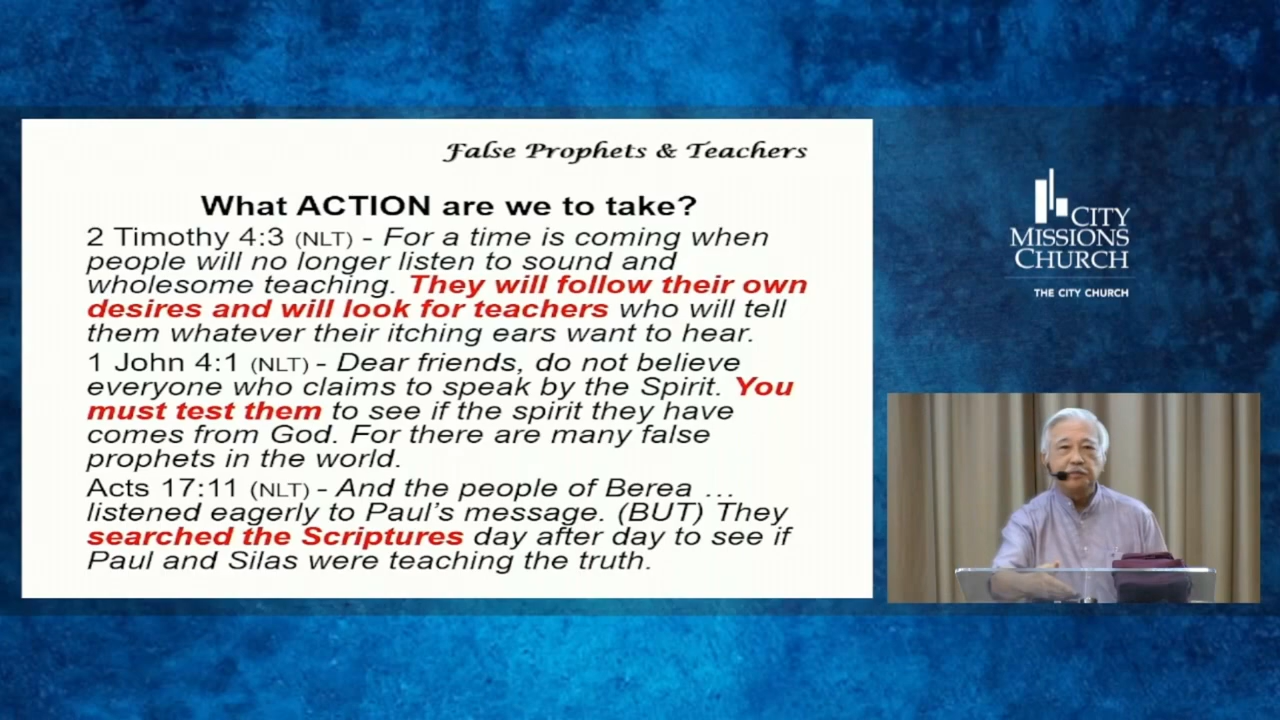 False Prophets & Teachers
What ACTION are we to take?
2 Timothy 4:3 (NLT) - For a time is coming when
people will no longer listen to sound and
wholesome teaching. They will follow their own
desires and will look for teachers who will tell
them whatever their itching ears want to hear.
1 John 4:1 (NLT) - Dear friends, do not believe
everyone who claims to speak by the Spirit. You
must test them to see if the spirit they have
comes from God. For there are many false
prophets in the world.
Acts 17:11 (NLT) - And the people of Berea …
listened eagerly to Paul's message. (BUT) They
searched the Scriptures day after day to see if
Paul and Silas were teaching the truth.
CITY
MISSIONS
CHURCH
THE CITY CHURCH